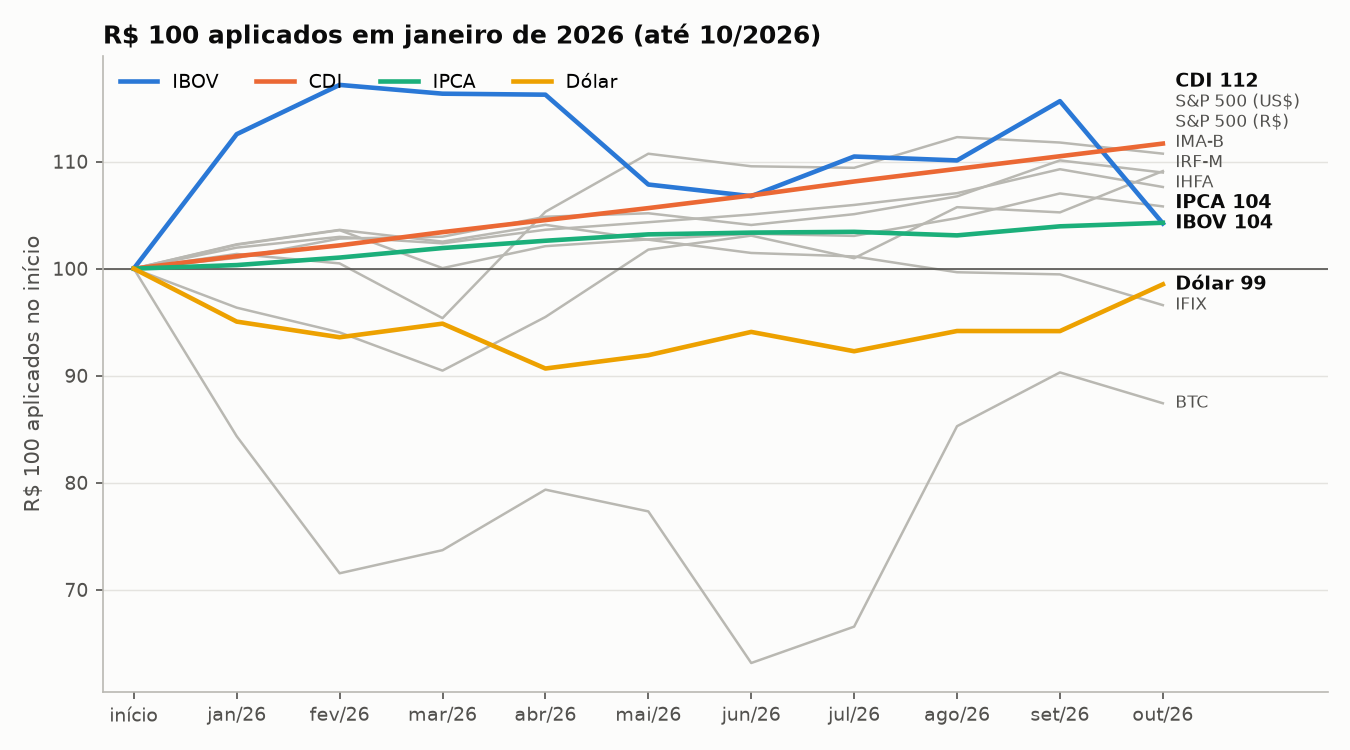 R$ 100 aplicados em janeiro de 2026 (até 10/2026)
IBOV CDI IPCA Dólar
CDI 112
S&P 500 (US$)
S&P 500 (R$)
IMA-B
IRF-M
IHFA
IPCA 104
IBOV 104
Dólar 99
IFIX
BTC
R$ 100 aplicados no início
110
100
90
80
70
início jan/26 fev/26 mar/26 abr/26 mai/26 jun/26 jul/26 ago/26 set/26 out/26